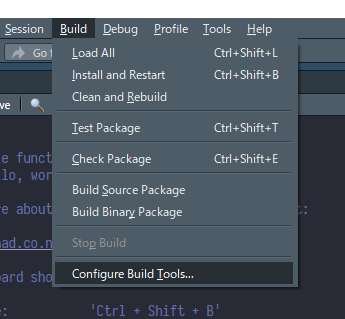 Session Build Debug Profile Tools Help
Go t
Load All Ctrl+Shift+L
Install and Restart Ctrl+Shift+B
Clean and Rebuild
ve
Test Package Ctrl+Shift+T
e funct
Check Package Ctrl+Shift+E
lo, wor
Build Source Package
re about t:
Build Binary Package
nad.co.n
Stop Build
oard sho
Configure Build Tools...
e: 'Ctrl + Shift + B'